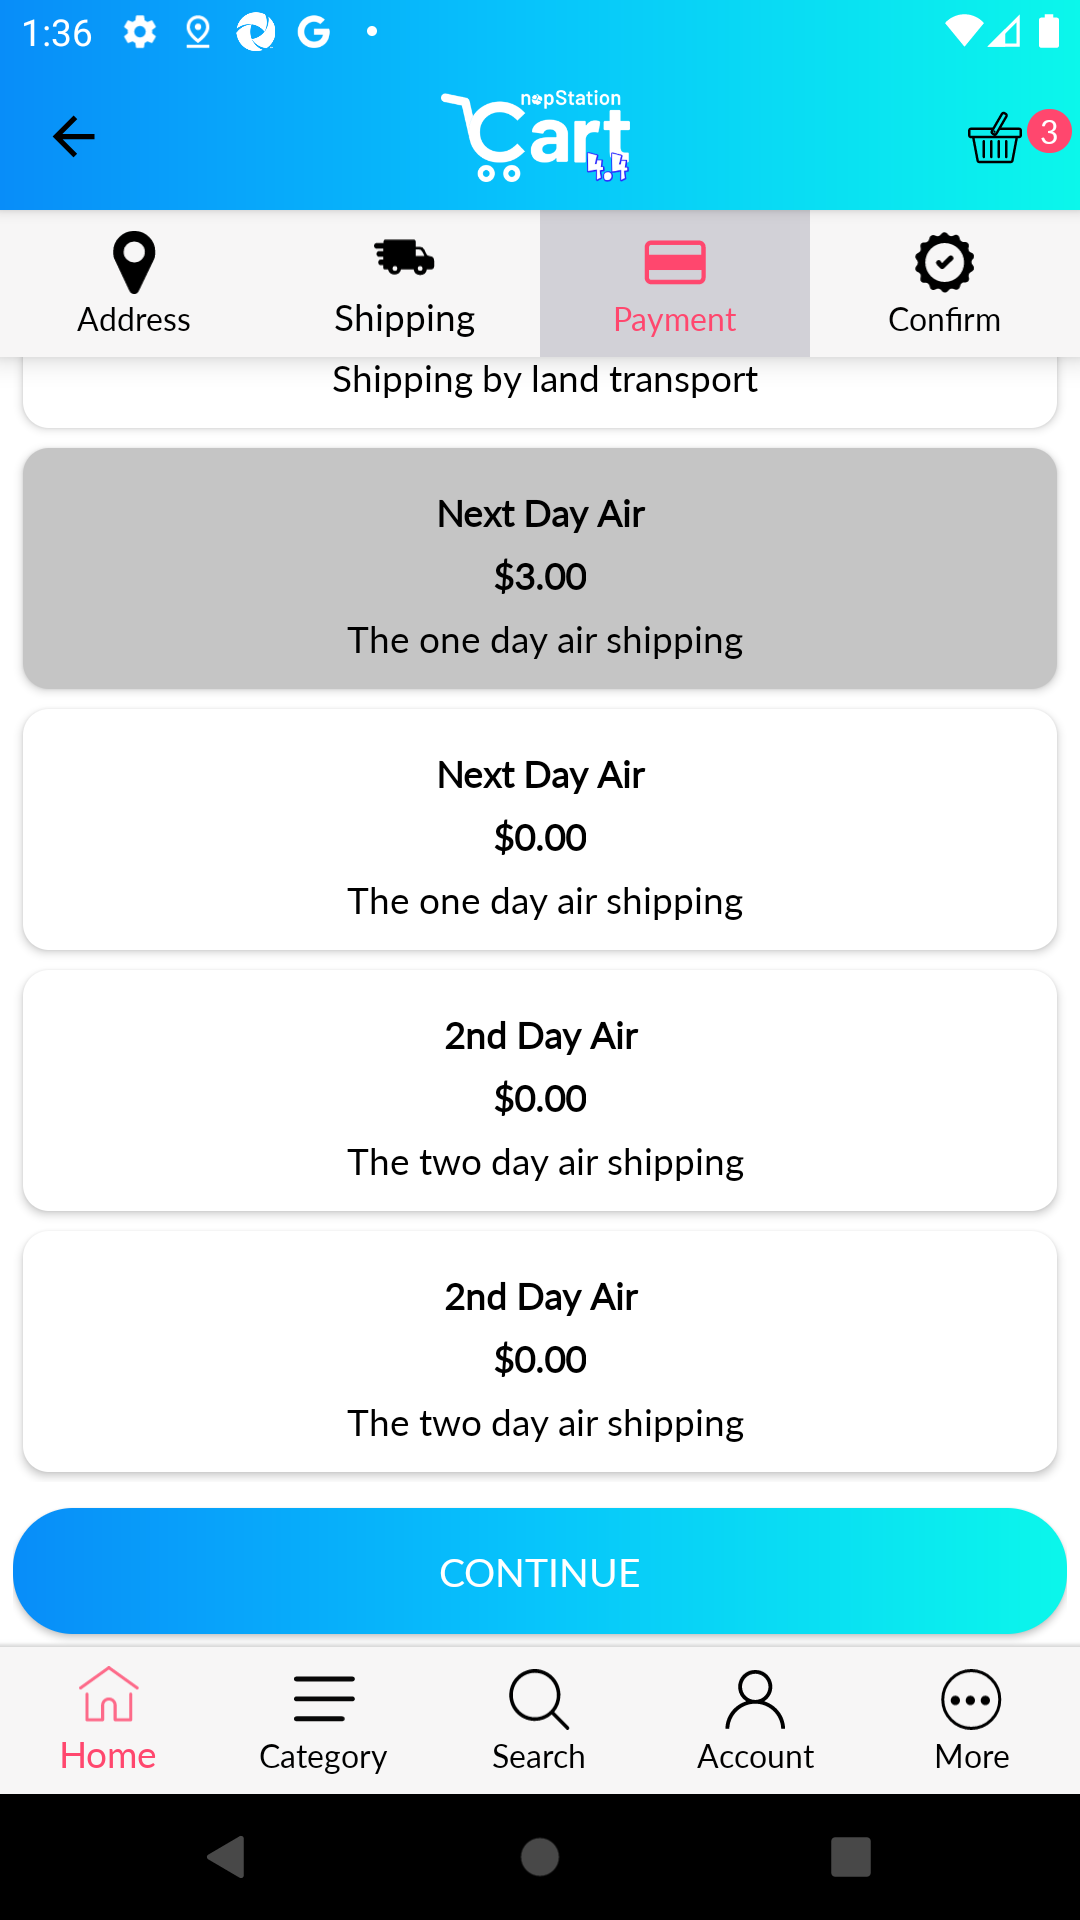 1:36
nopStation
Cart
4.4
3
Address
Shipping
Payment
Confirm
Shipping by land transport
Next Day Air
$3.00
The one day air shipping
Next Day Air
$0.00
The one day air shipping
2nd Day Air
$0.00
The two day air shipping
2nd Day Air
$0.00
The two day air shipping
CONTINUE
Home
Category
Search
Account
More